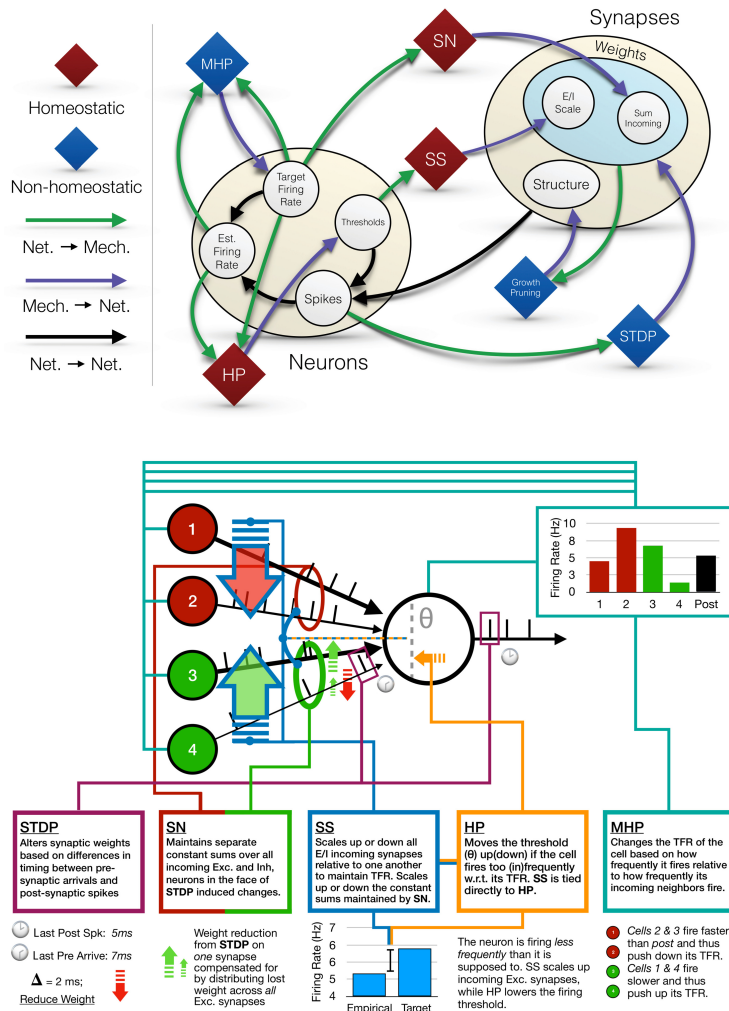 Synapses
SN
Weights
MHP
Homeostatic
E/I
Scale
Sum
Incoming
SS
Target
Firing
Rate
Structure
Non-homeostatic
Thresholds
Est.
Firing
Rate
Net. → Mech.
Growth
Pruning
Spikes
Mech. → Net.
STDP
Neurons
HP
Net. → Net.
1
2
3
4
θ
Firing Rate (Hz)
10
8
5
3
0
1 2 3 4 Post
STDP
Alters synaptic weights
based on differences in
timing between pre-
synaptic arrivals and
post-synaptic spikes
SN
Maintains separate
constant sums over all
incoming Exc. and Inh,
neurons in the face of
STDP induced changes.
SS
Scales up or down all
E/I incoming synapses
relative to one another
to maintain TFR. Scales
up or down the constant
sums maintained by SN.
HP
Moves the threshold
(θ) up(down) if the cell
fires too (in)frequently
w.r.t. its TFR. SS is tied
directly to HP.
MHP
Changes the TFR of the
cell based on how
frequently it fires relative
to how frequently its
incoming neighbors fire.
Last Post Spk: 5ms
Last Pre Arrive: 7ms
Δ = 2 ms;
Reduce Weight
Weight reduction
from STDP on
one synapse
compensated for
by distributing lost
weight across all
Exc. synapses
Firing Rate (Hz)
7
6
6
5
4
Empirical Target
The neuron is firing less
frequently than it is
supposed to. SS scales up
incoming Exc. synapses,
while HP lowers the firing
threshold.
1
2
3
4
Cells 2 & 3 fire faster
than post and thus
push down its TFR.
Cells 1 & 4 fire
slower and thus
push up its TFR.